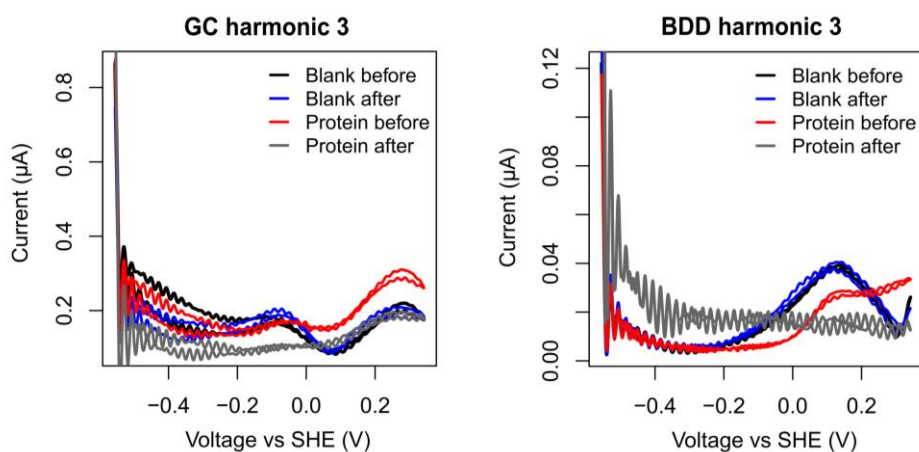 GC harmonic 3
Current (µA)
0.8
0.6
0.4
0.2
Blank before
Blank after
Protein before
Protein after
−0.4 −0.2 0.0 0.2
Voltage vs SHE (V)
BDD harmonic 3
Current (µA)
0.12
0.08
0.04
0.00
Blank before
Blank after
Protein before
Protein after
−0.4 −0.2 0.0 0.2
Voltage vs SHE (V)